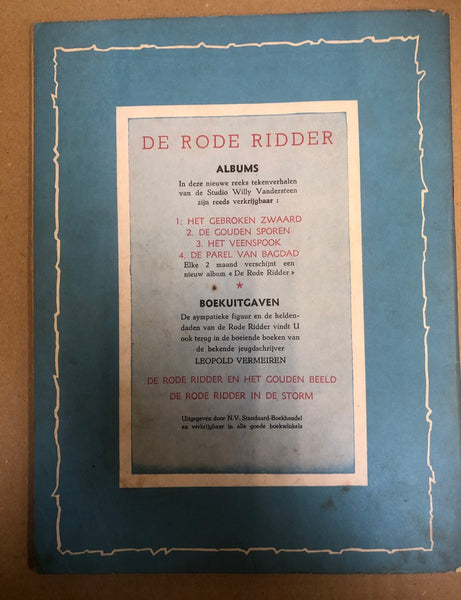 DE RODE RIDDER
ALBUMS
In deze nieuwe reeks tekenverhalen
van de Studio Willy Vandersteen
zijn reeds verkrijgbaar :
1. HET GEBROKEN ZWAARD
2. DE GOUDEN SPOREN
3. HET VEENSPOOK
4. DE PAREL VAN BAGDAD
Elke 2 maand verschijnt een
nieuw album « De Rode Ridder »
★
BOEKUITGAVEN
De sympatieke figuur en de helden-
daden van de Rode Ridder vindt U
ook terug in de boeiende boeken van
de bekende jeugdschrijver
LEOPOLD VERMEIREN
DE RODE RIDDER EN HET GOUDEN BEELD
DE RODE RIDDER IN DE STORM
Uitgegeven door N.V. Standaard-Boekhandel
en verkrijgbaar in alle goede boekwinkels